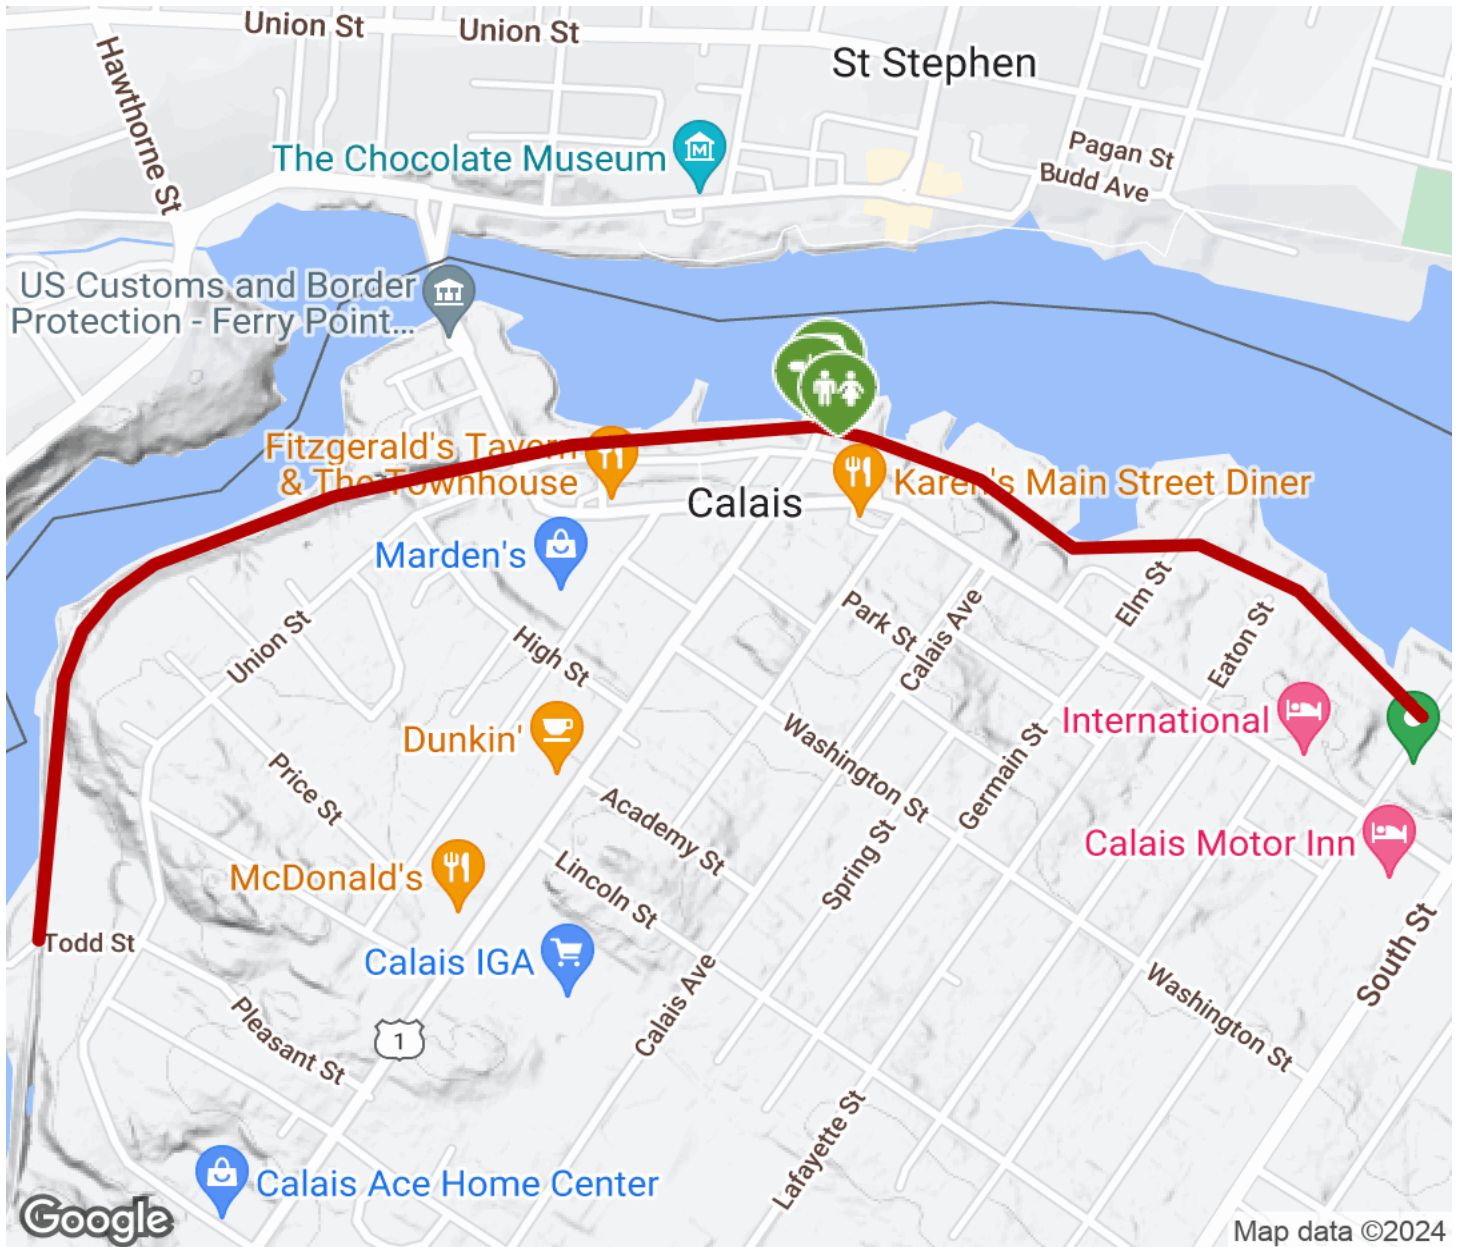 Union St
Union St
St Stephen
Hawthorne St
Pagan St
The Chocolate Museum
M
Budd Ave
US Customs and Border
Protection - Ferry Point...
Fitzgerald's Tavern
& The Townhouse
Karen's Main Street Diner
Calais
Marden's
Elm St
Park St
Calais Ave
Eaton St
Union St
High St
International
Dunkin'
Washington St
Germain St
Price St
Academy St
Calais Motor Inn
McDonald's
Lincoln St
Spring St
Todd St
Calais IGA
South St
Calais Ave
Washington St
1
Pleasant St
Lafayette St
Calais Ace Home Center
Google
Map data ©2024